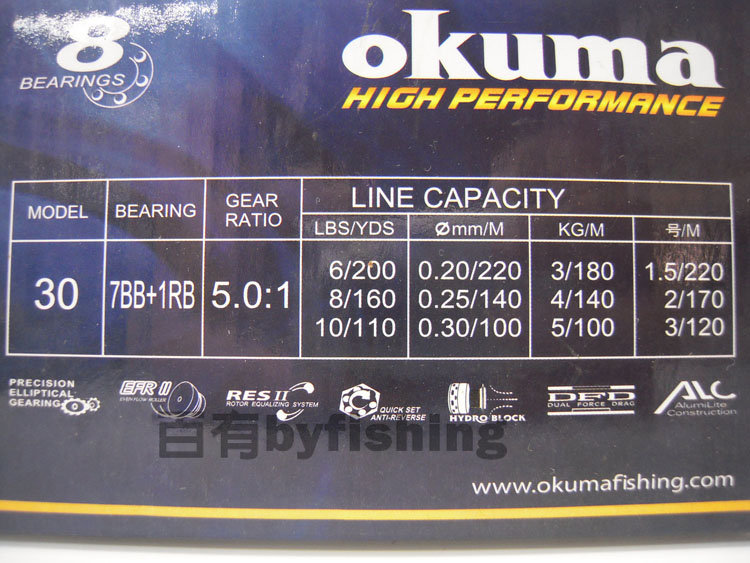 8
BEARINGS
okuma
HIGH PERFORMANCE
MODEL BEARING GEAR RATIO LINE CAPACITY
LBS/YDS Ømm/M KG/M 号/M
30 7BB+1RB 5.0:1
6/200 0.20/220 3/180 1.5/220
8/160 0.25/140 4/140 2/170
10/110 0.30/100 5/100 3/120
PRECISION
ELLIPTICAL
GEARING
EFR II
EVEN FLOW ROLLER
RES II
ROTOR EQUALIZING SYSTEM
QUICK SET
ANTI-REVERSE
HYDRO BLOCK
DFD
DUAL FORCE DRAG
ALC
AlumiLite
Construction
百有byfishing
www.okumafishing.com